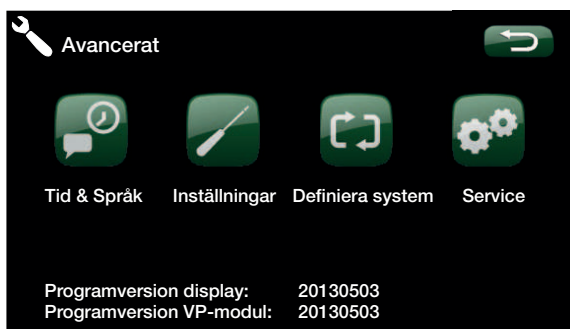 Avancerat
Tid & Språk Inställningar Definiera system Service
Programversion display: 20130503
Programversion VP-modul: 20130503